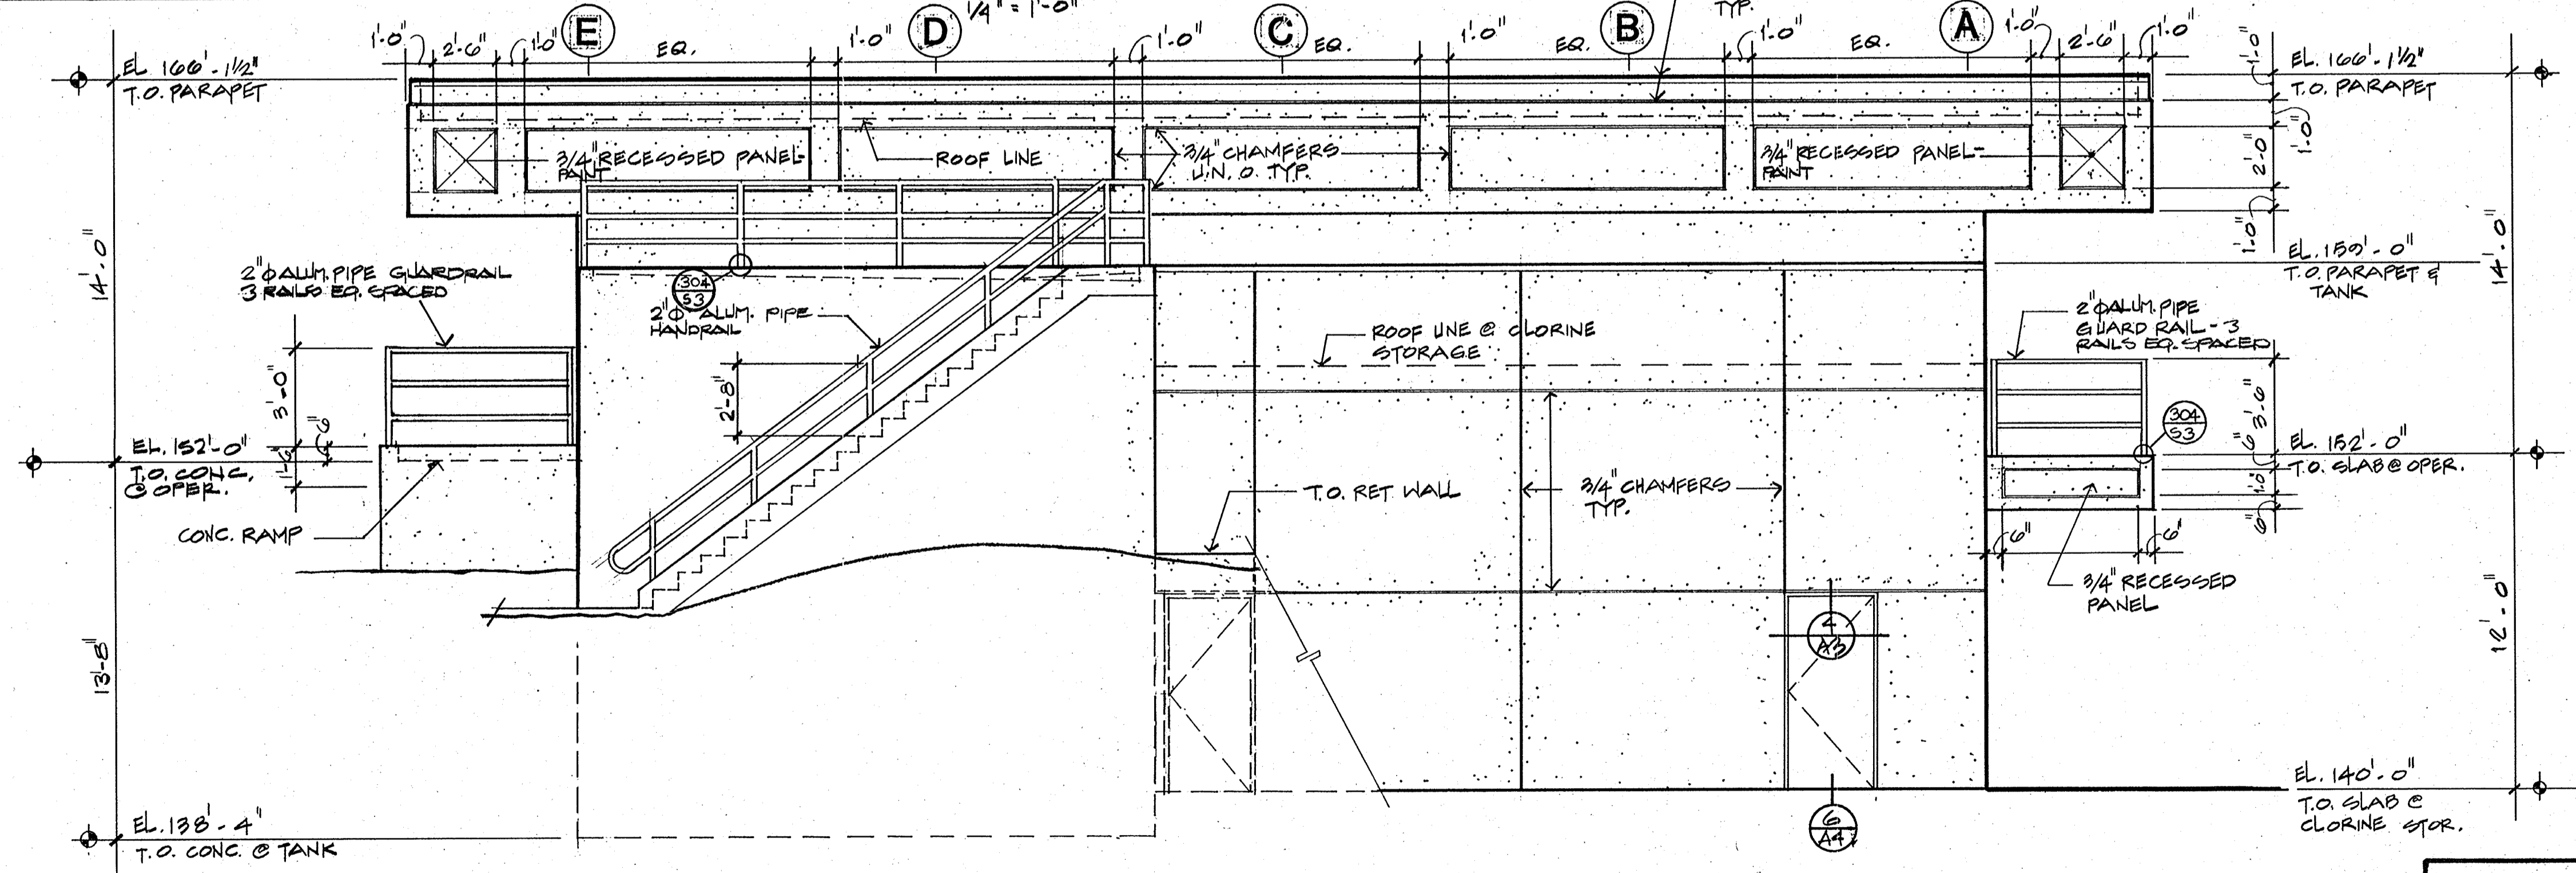 1/4" = 1'-0"
TYP.
E
D
C
B
A
1'-0"
2'-6"
1'-0"
EQ.
1'-0"
1'-0"
EQ.
1'-0"
EQ.
1'-0"
EQ.
1'-0"
2'-6"
1'-0"
EL. 166'-1½"
T.O. PARAPET
1'-0"
EL. 166'-1½"
T.O. PARAPET
3/4" RECESSED PANEL-
PAINT
ROOF LINE
3/4" CHAMFERS
U.N.O. TYP.
3/4" RECESSED PANEL-
PAINT
2'-0"
1'-0"
1'-0"
14'-0"
14'-0"
EL. 159'-0"
T.O. PARAPET &
TANK
2"Φ ALUM. PIPE GUARDRAIL
3 RAILS EQ. SPACED
304
S3
2"Φ ALUM. PIPE
HANDRAIL
ROOF LINE @ CLORINE
STORAGE
2"Φ ALUM. PIPE
GUARD RAIL - 3
RAILS EQ. SPACED
3'-0"
6"
1'-6"
2'-8"
3'-6"
6"
1'-0"
6"
304
S3
EL. 152'-0"
T.O. CONC.
@ OPER.
EL. 152'-0"
T.O. SLAB @ OPER.
CONC. RAMP
T.O. RET WALL
3/4" CHAMFERS
TYP.
6"
6"
3/4" RECESSED
PANEL
13'-8"
12'-0"
A3
6
A4
EL. 138'-4"
T.O. CONC. @ TANK
EL. 140'-0"
T.O. SLAB @
CLORINE STOR.